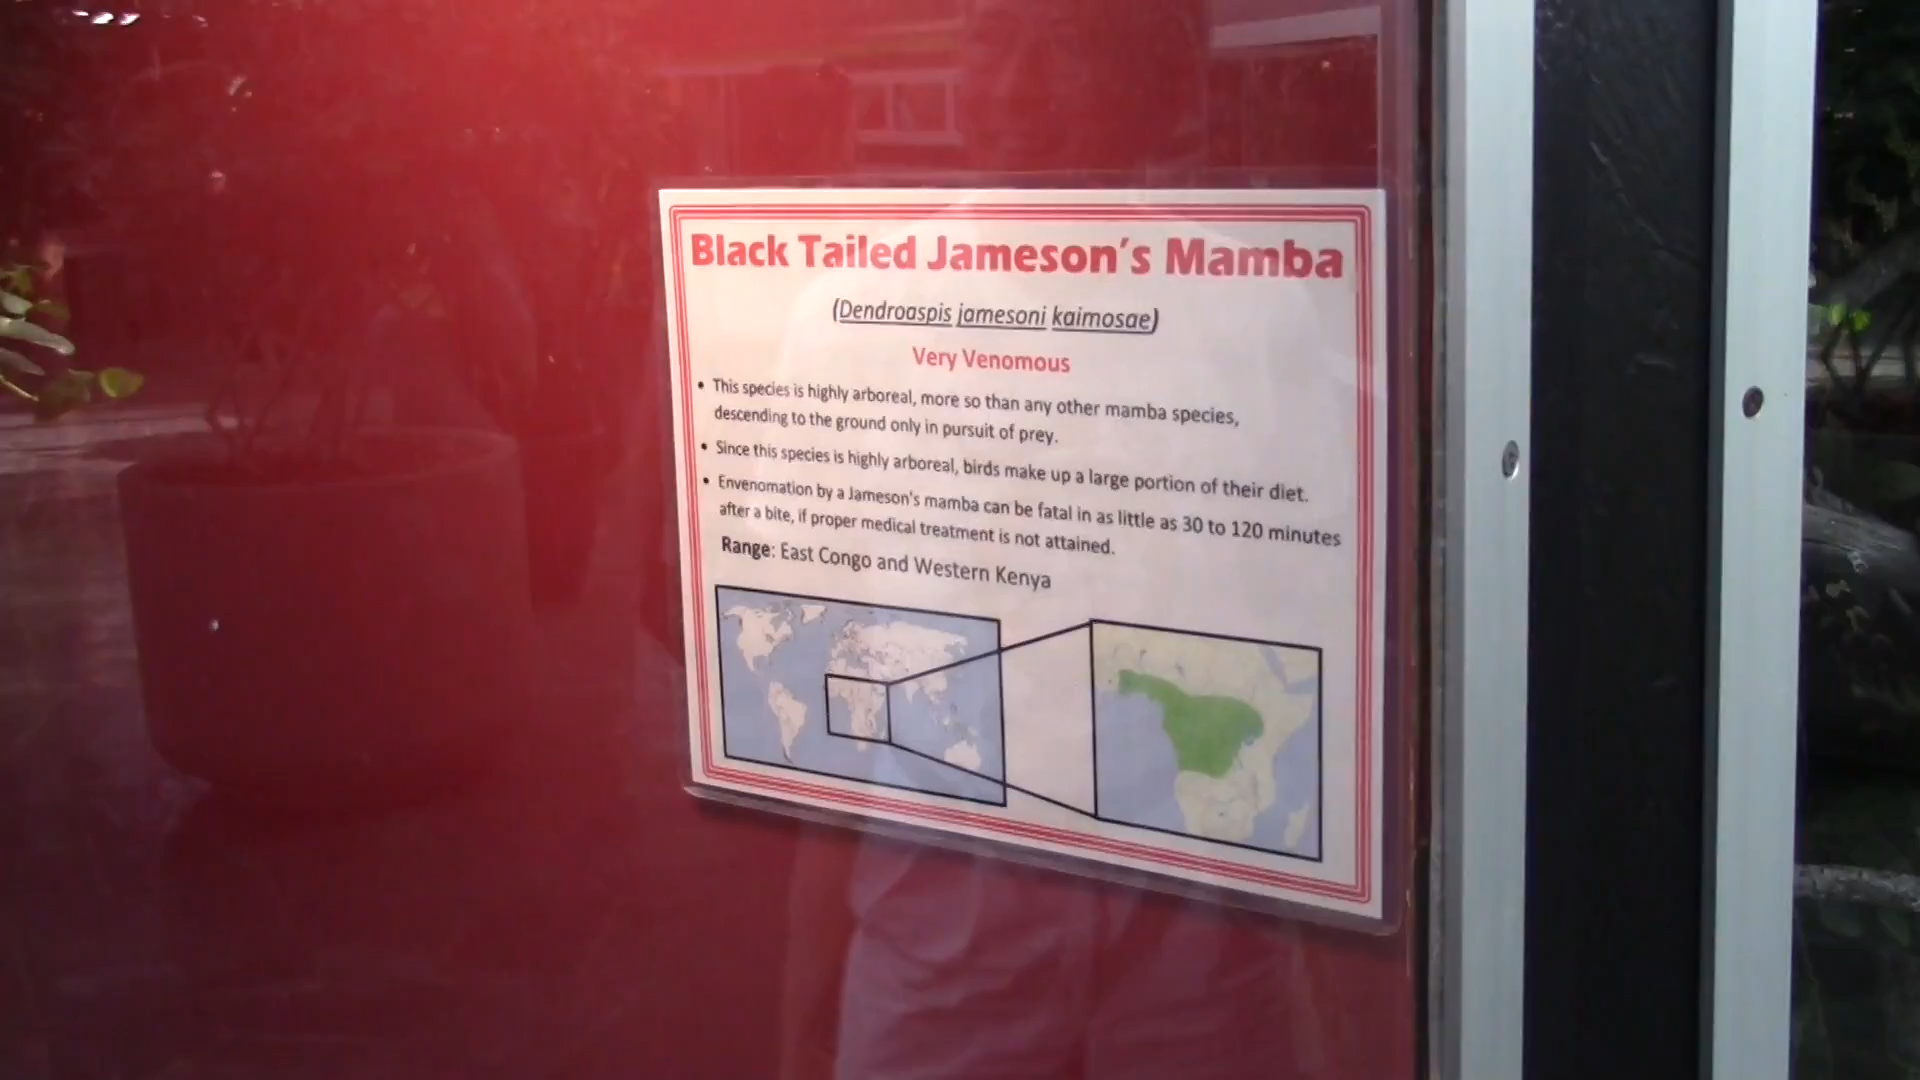 Black Tailed Jameson's Mamba
(Dendroaspis jamesoni kaimosae)
Very Venomous
• This species is highly arboreal, more so than any other mamba species,
descending to the ground only in pursuit of prey.
• Since this species is highly arboreal, birds make up a large portion of their diet.
• Envenomation by a Jameson's mamba can be fatal in as little as 30 to 120 minutes
after a bite, if proper medical treatment is not attained.
Range: East Congo and Western Kenya